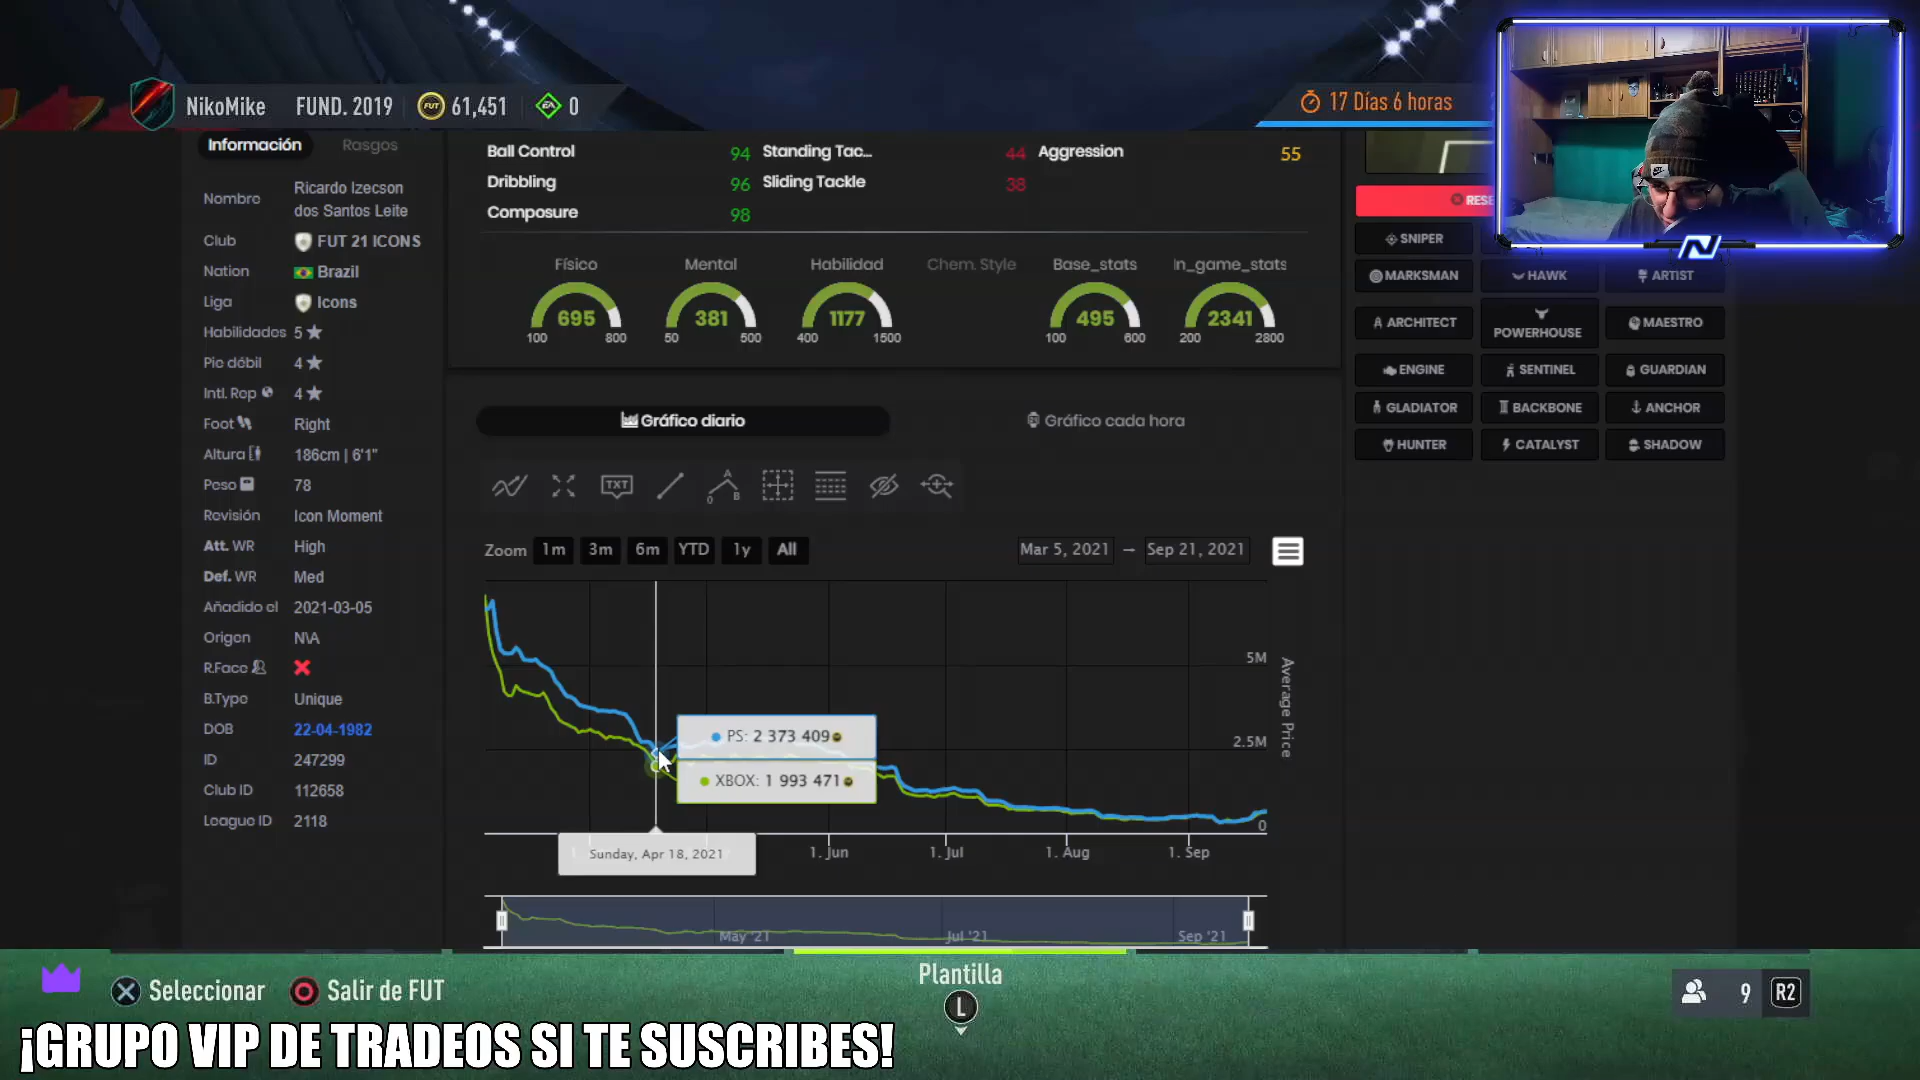 NikoMike FUND. 2019 61,451 0
17 Días 6 horas
Información Rasgos
Nombre Ricardo Izecson
dos Santos Leite
Club FUT 21 ICONS
Nation Brazil
Liga Icons
Habilidades 5
Pie débil 4
Intl. Rep 4
Foot Right
Altura 186cm | 6'1"
Peso 78
Revisión Icon Moment
Att. WR High
Def. WR Med
Añadido el 2021-03-05
Origen N\A
R.Face
B.Type Unique
DOB 22-04-1982
ID 247299
Club ID 112658
League ID 2118
Ball Control 94 Standing Tac... 44 Aggression 55
Dribbling 96 Sliding Tackle 38
Composure 98
Físico Mental Habilidad Chem. Style Base_stats In_game_stats
695 381 1177 495 2341
100 800 50 500 400 1500 100 600 200 2800
Gráfico diario Gráfico cada hora
TXT
A
0 B
Zoom 1m 3m 6m YTD 1y All Mar 5, 2021 → Sep 21, 2021
5M
2.5M
0
Average Price
PS: 2 373 409
XBOX: 1 993 471
Sunday, Apr 18, 2021
1. Jun 1. Jul 1. Aug 1. Sep
May '21 Jul '21 Sep '21
RESE
SNIPER
MARKSMAN HAWK ARTIST
ARCHITECT POWERHOUSE MAESTRO
ENGINE SENTINEL GUARDIAN
GLADIATOR BACKBONE ANCHOR
HUNTER CATALYST SHADOW
Seleccionar Salir de FUT
Plantilla
L
9 R2
¡GRUPO VIP DE TRADEOS SI TE SUSCRIBES!